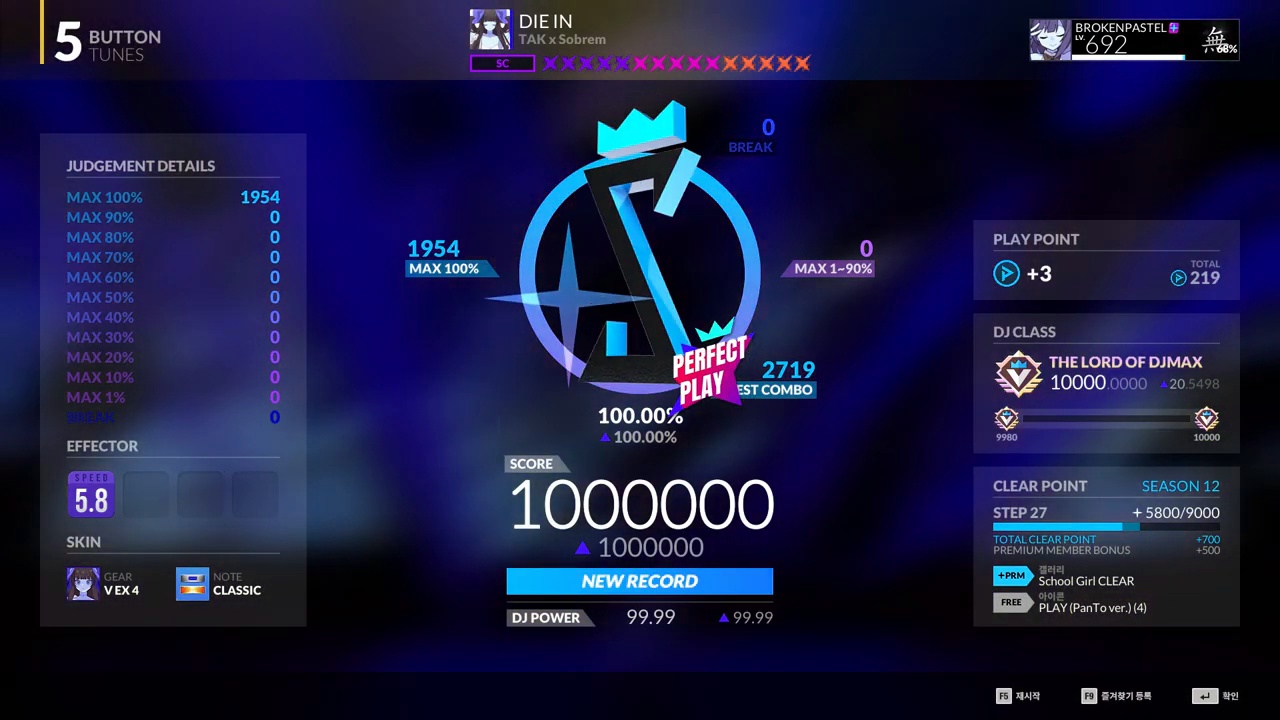 5 BUTTON TUNES
DIE IN
TAK x Sobrem
SC
BROKENPASTEL
LV. 692
無 68%
JUDGEMENT DETAILS
MAX 100% 1954
MAX 90% 0
MAX 80% 0
MAX 70% 0
MAX 60% 0
MAX 50% 0
MAX 40% 0
MAX 30% 0
MAX 20% 0
MAX 10% 0
MAX 1% 0
BREAK 0
EFFECTOR
SPEED
5.8
SKIN
GEAR
V EX 4
NOTE
CLASSIC
0
BREAK
1954
MAX 100%
0
MAX 1~90%
PERFECT
PLAY
2719
EST COMBO
100.00%
▲ 100.00%
SCORE
1000000
▲ 1000000
NEW RECORD
DJ POWER 99.99 ▲ 99.99
PLAY POINT
+3
TOTAL
219
DJ CLASS
THE LORD OF DJMAX
10000.0000 ▲20.5498
9980 10000
CLEAR POINT SEASON 12
STEP 27 + 5800/9000
TOTAL CLEAR POINT +700
PREMIUM MEMBER BONUS +500
+PRM 갤러리
School Girl CLEAR
FREE 아이콘
PLAY (PanTo ver.) (4)
F5 재시작 F9 즐겨찾기 등록 ↵ 확인